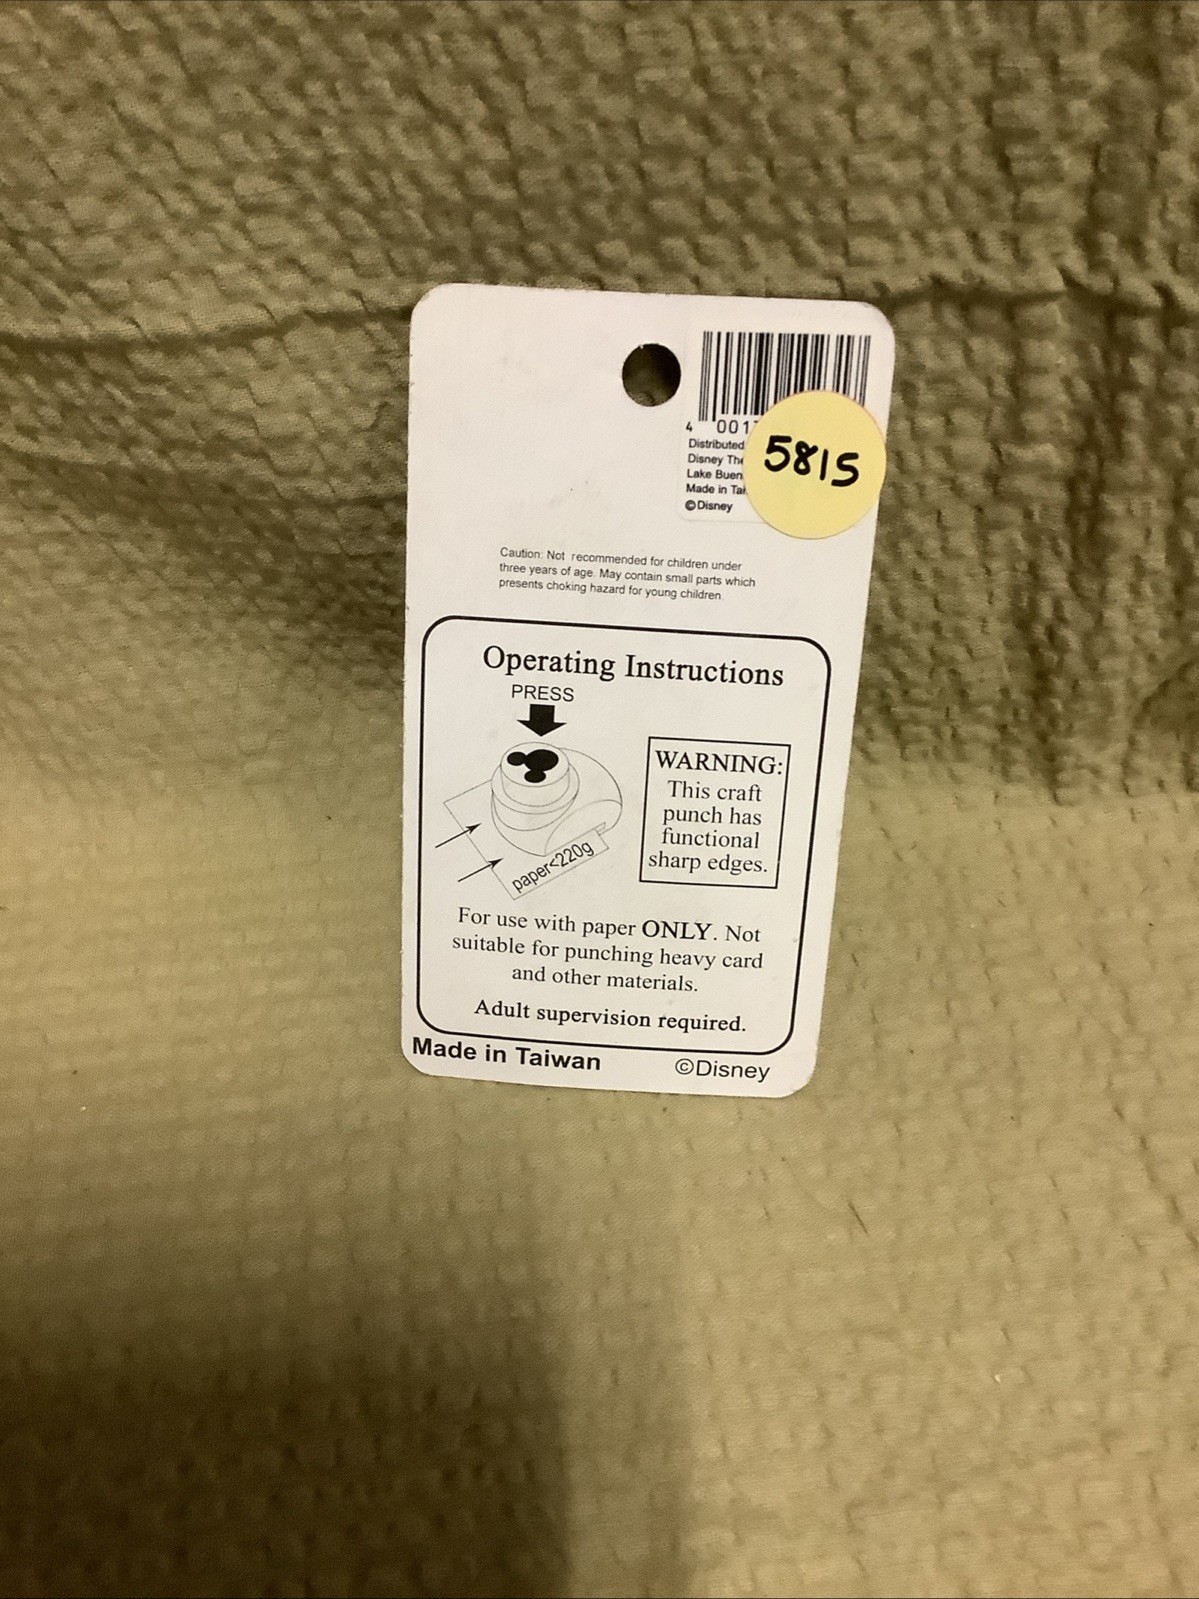 4 001
Distributed
Disney
Lake Buen
Made in Tai
©Disney
5815
Caution: Not recommended for children under
three years of age. May contain small parts which
presents choking hazard for young children.
Operating Instructions
PRESS
paper<220g
WARNING:
This craft
punch has
functional
sharp edges.
For use with paper ONLY. Not
suitable for punching heavy card
and other materials.
Adult supervision required.
Made in Taiwan
©Disney